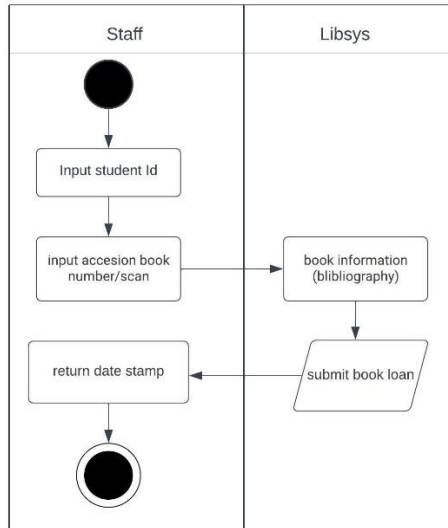 Staff
Libsys
Input student Id
input accesion book
number/scan
book information
(blibliography)
return date stamp
submit book loan